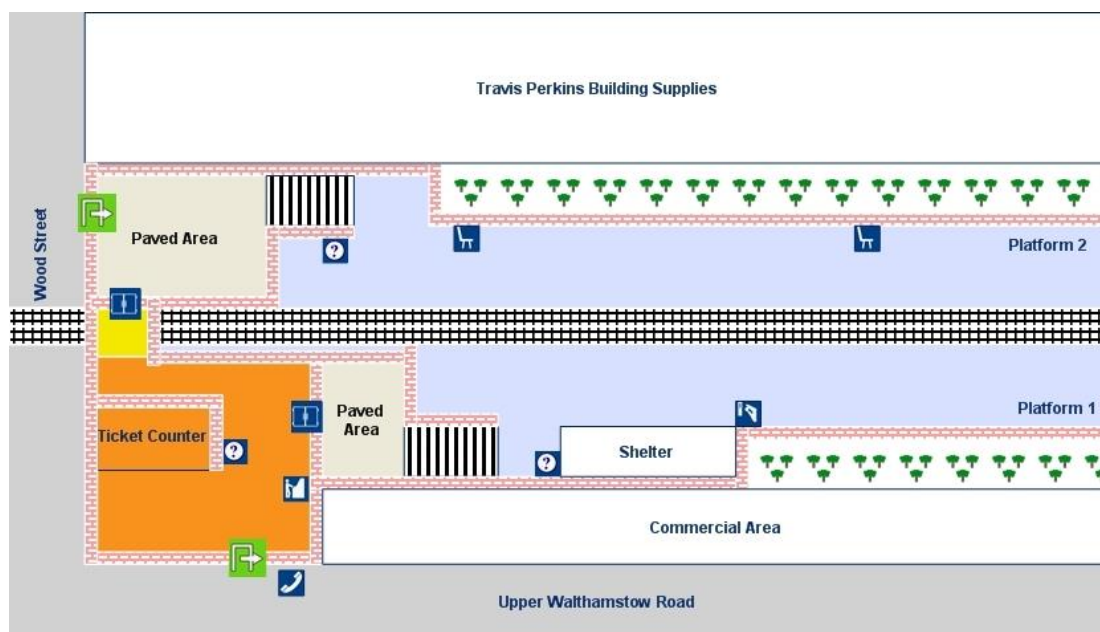 Travis Perkins Building Supplies
Wood Street
Paved Area
?
Platform 2
Paved
Area
Platform 1
Ticket Counter
?
?
Shelter
Commercial Area
Upper Walthamstow Road